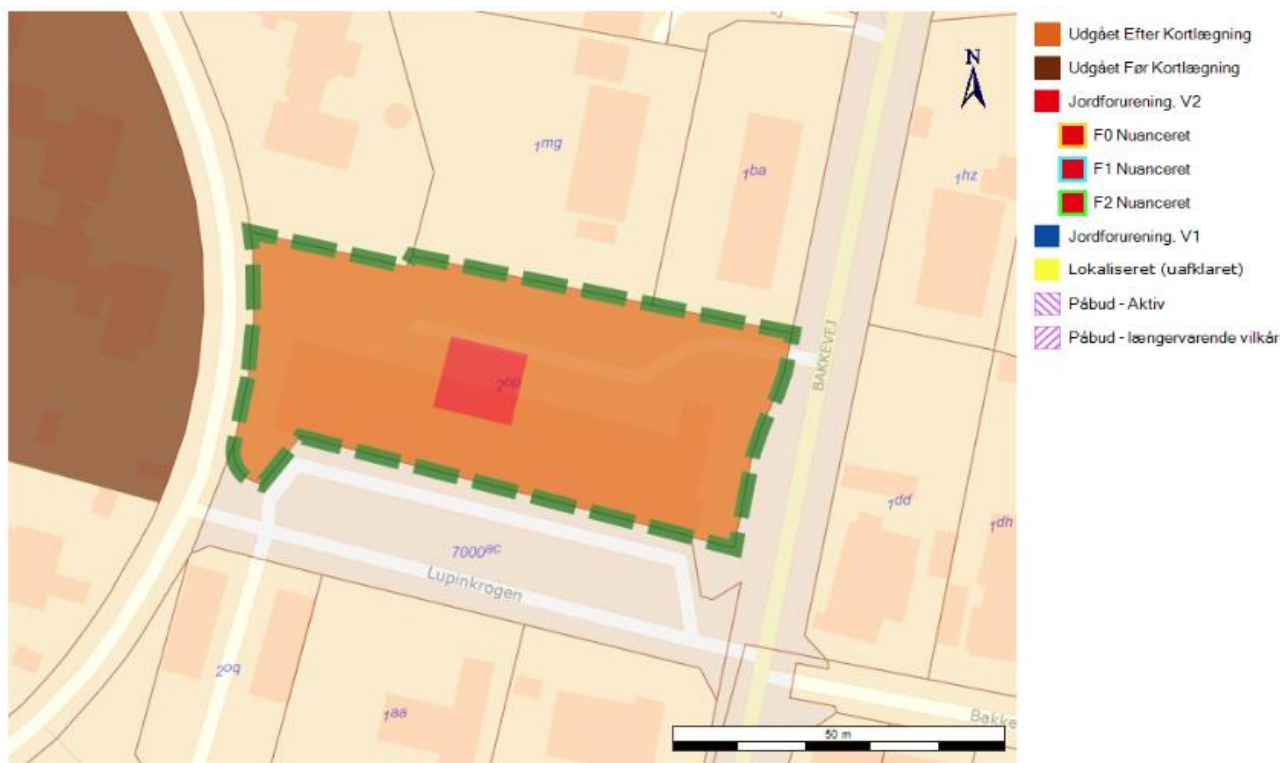 N
1mg
1ba
1hz
BAKKEVEJ
1dd
1dh
7000ac
Lupinkrogen
2oq
1aa
Bakke
50 m
Udgået Efter Kortlægning
Udgået Før Kortlægning
Jordforurening, V2
F0 Nuanceret
F1 Nuanceret
F2 Nuanceret
Jordforurening, V1
Lokaliseret (uafklaret)
Påbud - Aktiv
Påbud - længervarende vilkår